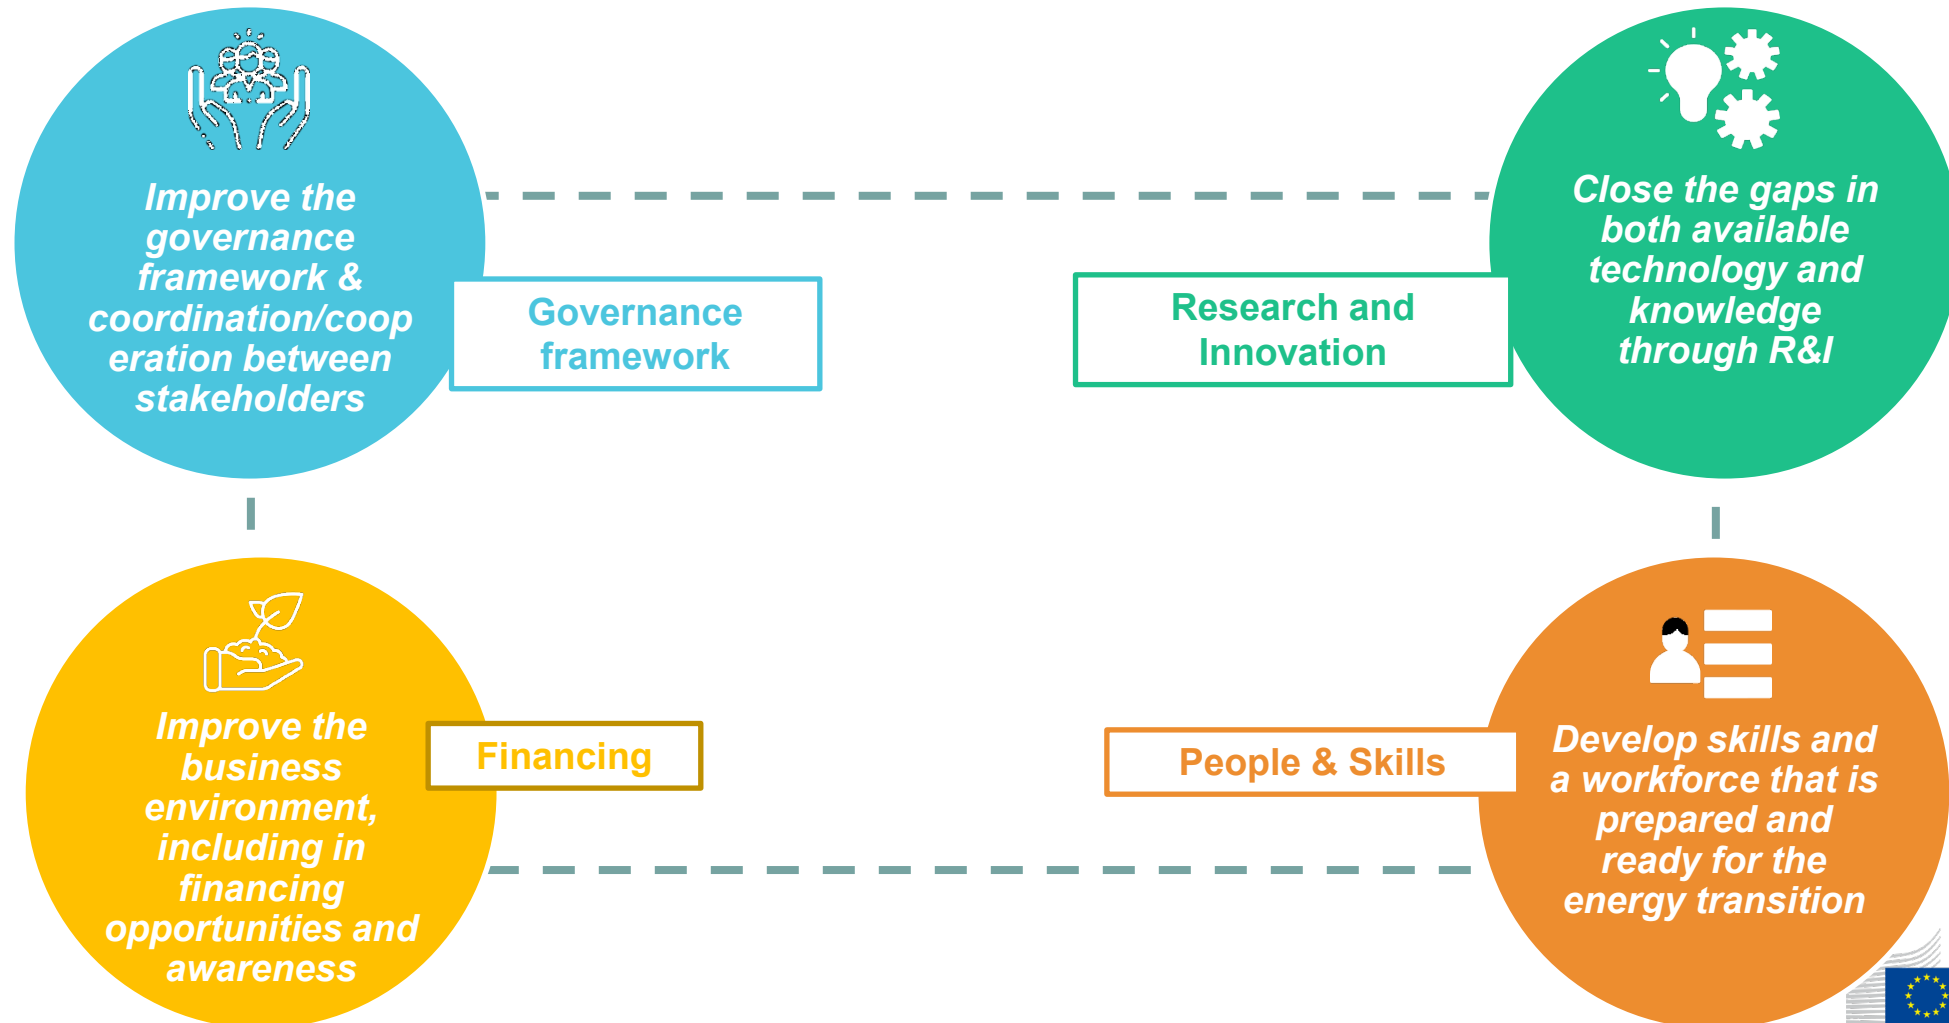 Improve the
governance
framework &
coordination/coop
eration between
stakeholders
Governance
framework
Research and
Innovation
Close the gaps in
both available
technology and
knowledge
through R&I
Improve the
business
environment,
including in
financing
opportunities and
awareness
Financing
People & Skills
Develop skills and
a workforce that is
prepared and
ready for the
energy transition